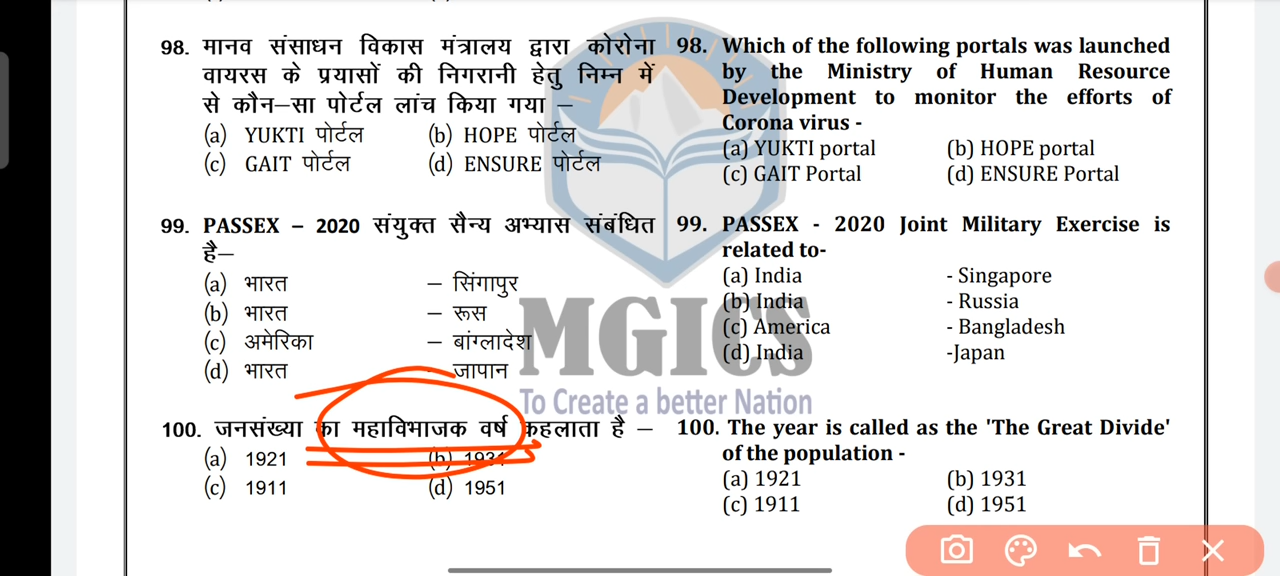 98. मानव संसाधन विकास मंत्रालय द्वारा कोरोना
वायरस के प्रयासों की निगरानी हेतु निम्न में
से कौन–सा पोर्टल लांच किया गया –
(a) YUKTI पोर्टल (b) HOPE पोर्टल
(c) GAIT पोर्टल (d) ENSURE पोर्टल
99. PASSEX – 2020 संयुक्त सैन्य अभ्यास संबंधित
है–
(a) भारत – सिंगापुर
(b) भारत – रूस
(c) अमेरिका – बांग्लादेश
(d) भारत - जापान
100. जनसंख्या का महाविभाजक वर्ष कहलाता है –
(a) 1921 (b) 1931
(c) 1911 (d) 1951
98. Which of the following portals was launched
by the Ministry of Human Resource
Development to monitor the efforts of
Corona virus -
(a) YUKTI portal (b) HOPE portal
(c) GAIT Portal (d) ENSURE Portal
99. PASSEX - 2020 Joint Military Exercise is
related to-
(a) India - Singapore
(b) India - Russia
(c) America - Bangladesh
(d) India -Japan
100. The year is called as the 'The Great Divide'
of the population -
(a) 1921 (b) 1931
(c) 1911 (d) 1951
MGICS
To Create a better Nation